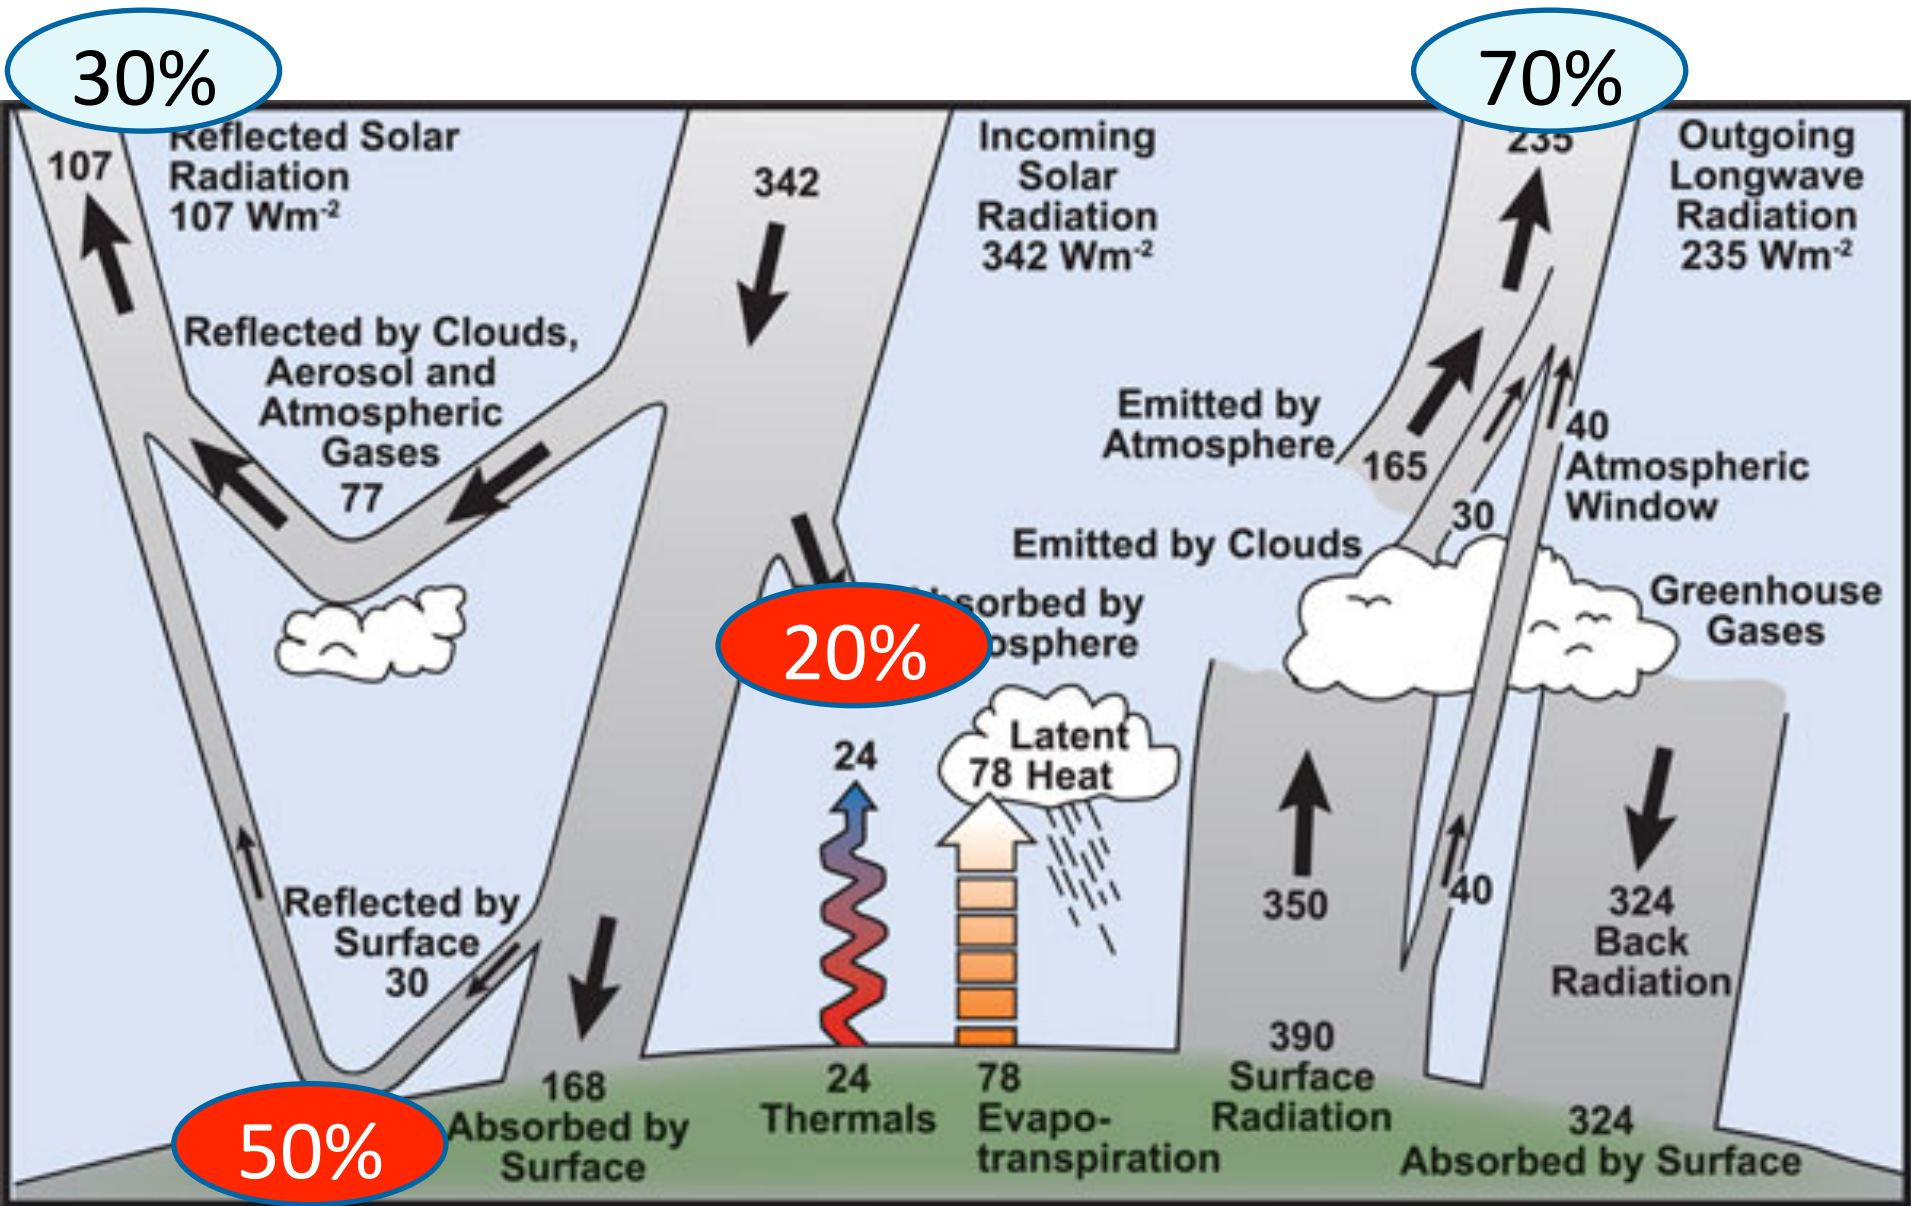 30%
70%
Reflected Solar
Radiation
107 Wm-2
107
342
Incoming
Solar
Radiation
342 Wm-2
235
Outgoing
Longwave
Radiation
235 Wm-2
Reflected by Clouds,
Aerosol and
Atmospheric
Gases
77
Emitted by
Atmosphere
165
40
Atmospheric
Window
30
Emitted by Clouds
Greenhouse
Gases
20%
sorbed by
osphere
24
Latent
78 Heat
350
40
324
Back
Radiation
Reflected by
Surface
30
50%
168
Absorbed by
Surface
24
Thermals
78
Evapo-
transpiration
390
Surface
Radiation
324
Absorbed by Surface